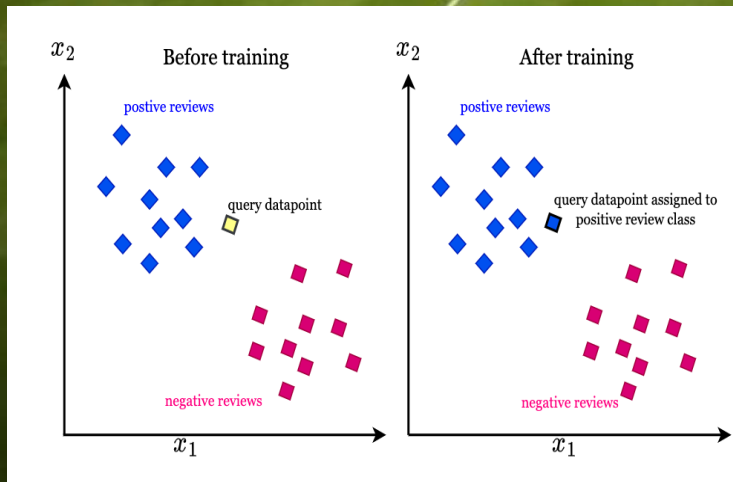 x2
Before training
postive reviews
query datapoint
negative reviews
x1
x2
After training
postive reviews
query datapoint assigned to
positive review class
negative reviews
x1